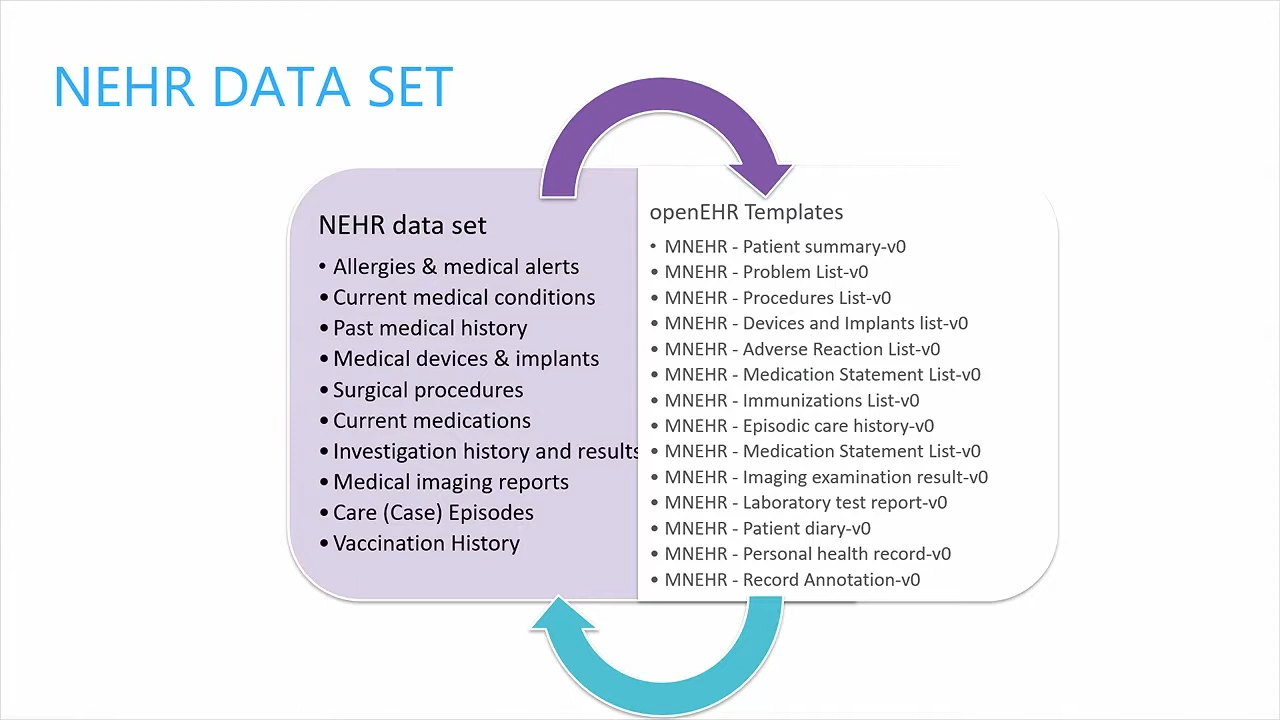 NEHR DATA SET
NEHR data set
• Allergies & medical alerts
• Current medical conditions
• Past medical history
• Medical devices & implants
• Surgical procedures
• Current medications
• Investigation history and results
• Medical imaging reports
• Care (Case) Episodes
• Vaccination History
openEHR Templates
• MNEHR - Patient summary-v0
• MNEHR - Problem List-v0
• MNEHR - Procedures List-v0
• MNEHR - Devices and Implants list-v0
• MNEHR - Adverse Reaction List-v0
• MNEHR - Medication Statement List-v0
• MNEHR - Immunizations List-v0
• MNEHR - Episodic care history-v0
• MNEHR - Medication Statement List-v0
• MNEHR - Imaging examination result-v0
• MNEHR - Laboratory test report-v0
• MNEHR - Patient diary-v0
• MNEHR - Personal health record-v0
• MNEHR - Record Annotation-v0